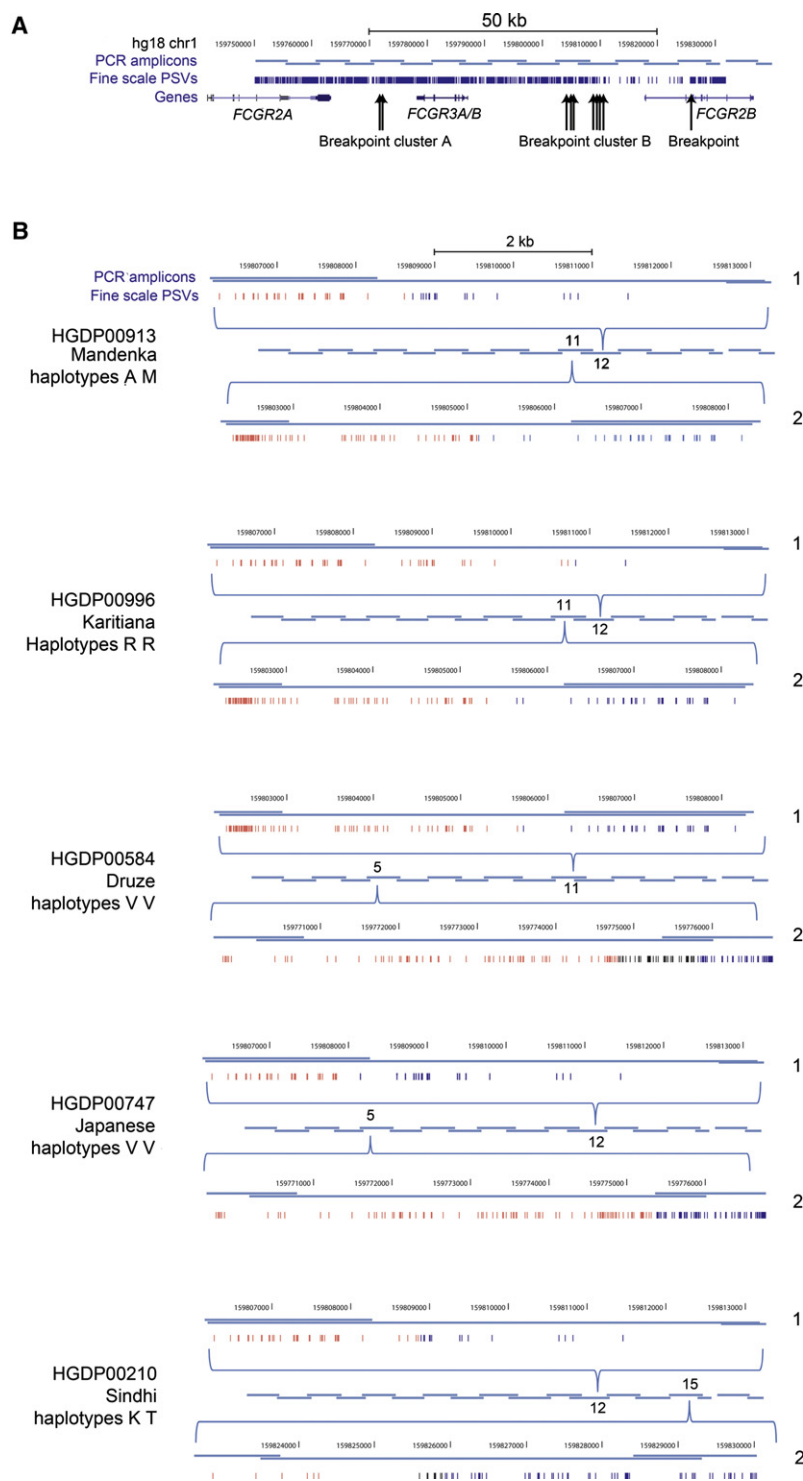 A
50 kb
hg18 chr1
159750000 159760000 159770000 159780000 159790000 159800000 159810000 159820000 159830000
PCR amplicons
Fine scale PSVs
Genes
FCGR2A FCGR3A/B FCGR2B
Breakpoint cluster A Breakpoint cluster B Breakpoint
B
2 kb
159807000 159808000 159809000 159810000 159811000 159812000 159813000
PCR amplicons 1
Fine scale PSVs
HGDP00913
Mandenka
haplotypes A M
11
12
159803000 159804000 159805000 159806000 159807000 159808000
2
159807000 159808000 159809000 159810000 159811000 159812000 159813000
1
HGDP00996
Karitiana
Haplotypes R R
11
12
159803000 159804000 159805000 159806000 159807000 159808000
2
159803000 159804000 159805000 159806000 159807000 159808000
1
HGDP00584
Druze
haplotypes V V
5
11
159771000 159772000 159773000 159774000 159775000 159776000
2
159807000 159808000 159809000 159810000 159811000 159812000 159813000
1
HGDP00747
Japanese
haplotypes V V
5
12
159771000 159772000 159773000 159774000 159775000 159776000
2
159807000 159808000 159809000 159810000 159811000 159812000 159813000
1
HGDP00210
Sindhi
haplotypes K T
15
12
159824000 159825000 159826000 159827000 159828000 159829000 159830000
2